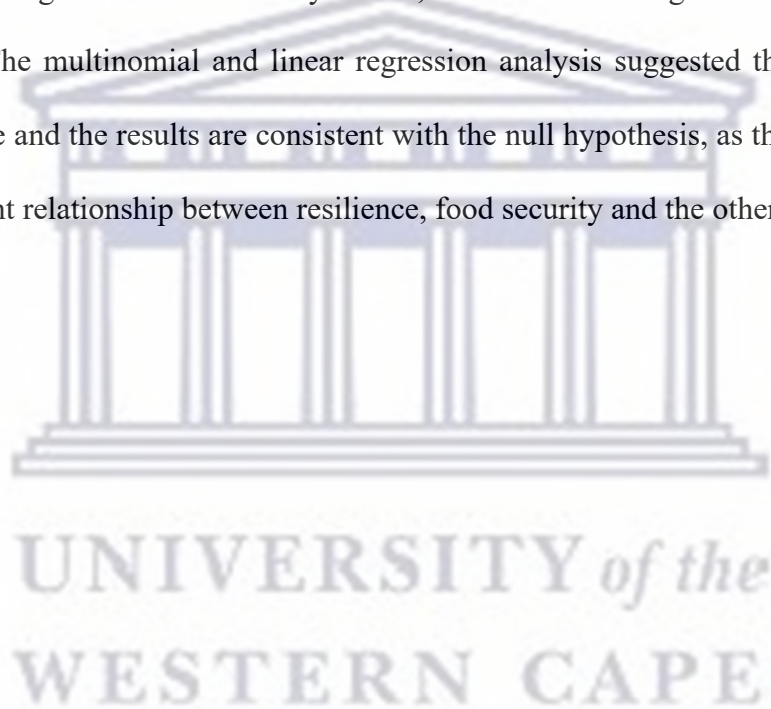 he multinomial and linear regression analysis suggested th
e and the results are consistent with the null hypothesis, as th
nt relationship between resilience, food security and the other
UNIVERSITY of the
WESTERN CAPE